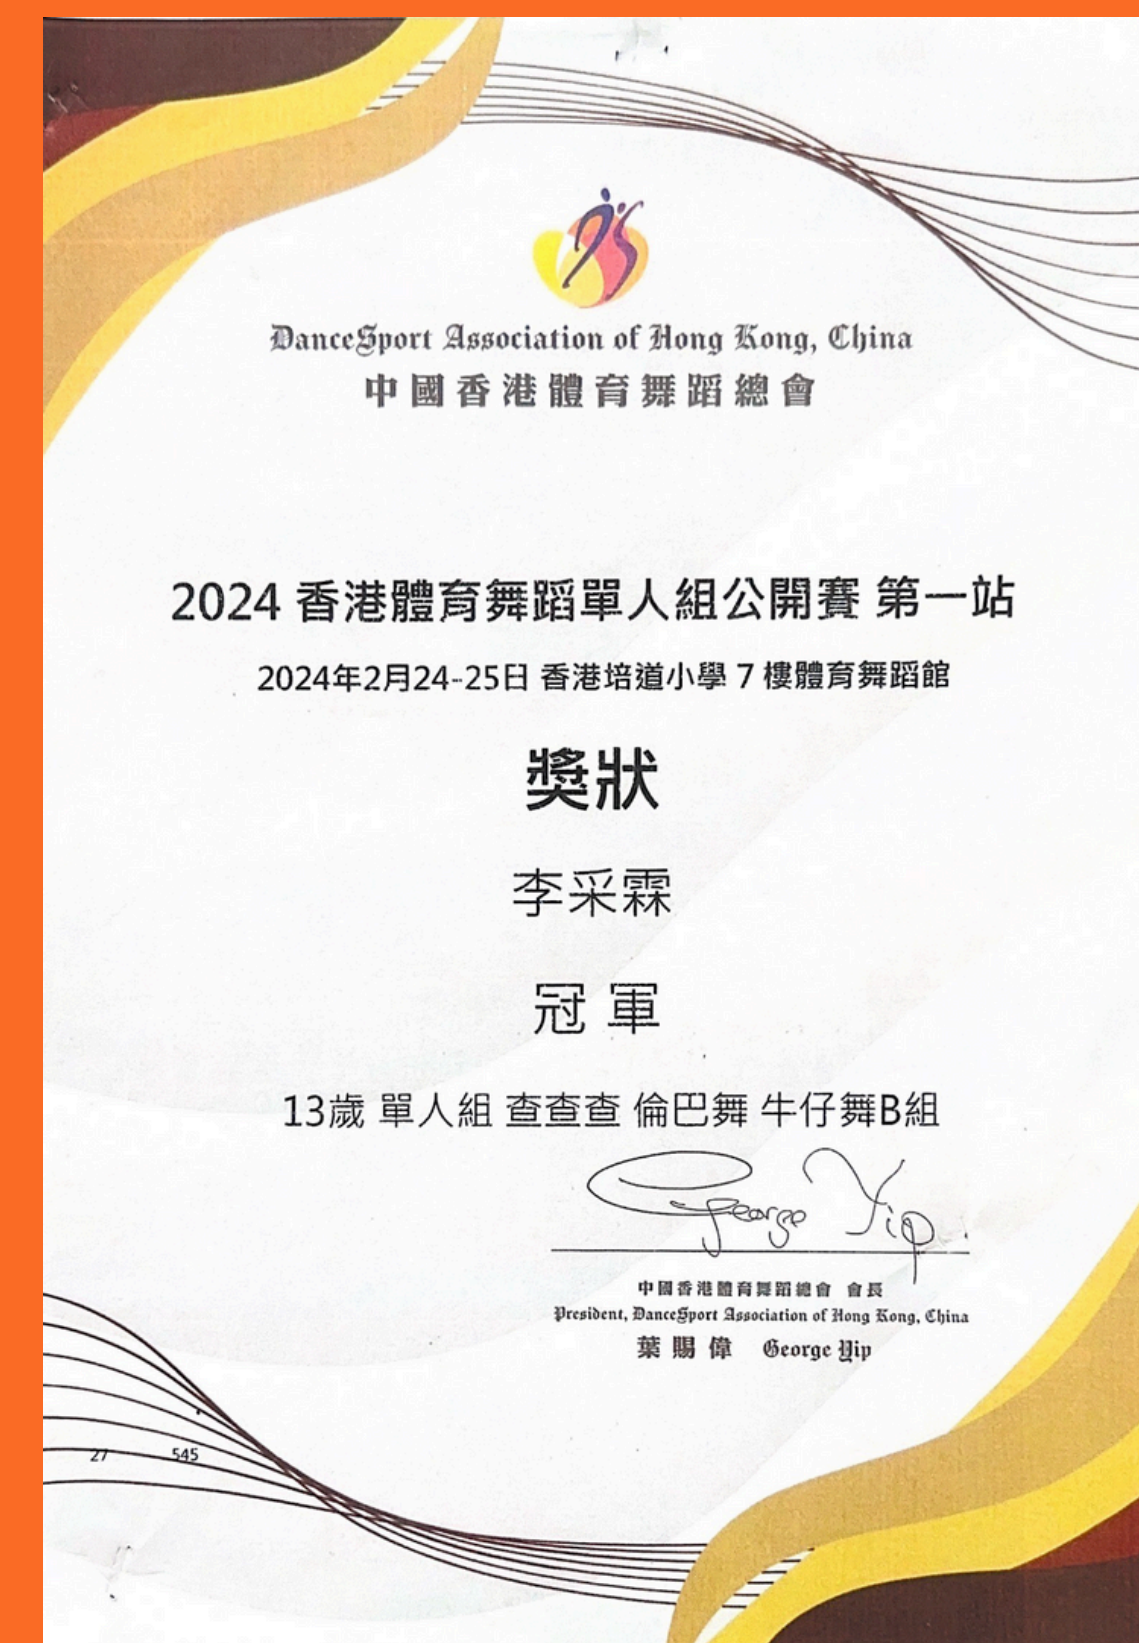 DanceSport Association of Hong Kong, China
中國香港體育舞蹈總會
2024 香港體育舞蹈單人組公開賽 第一站
2024年2月24-25日 香港培道小學 7 樓體育舞蹈館
獎狀
李采霖
冠 軍
13歲 單人組 查查查 倫巴舞 牛仔舞B組
George Yip
中國香港體育舞蹈總會 會長
President, DanceSport Association of Hong Kong, China
葉賜偉 George Yip
27 545